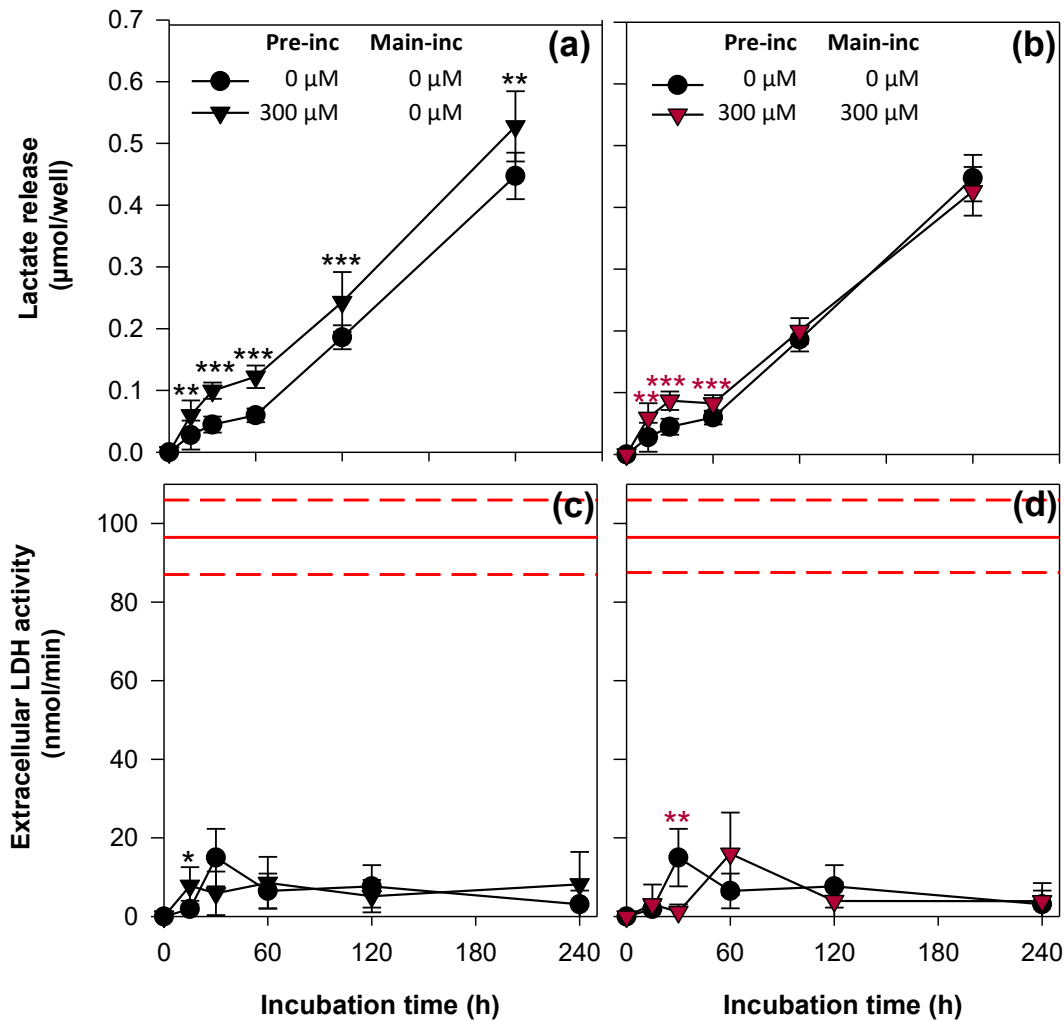 0.7
0.6
0.5
0.4
0.3
0.2
0.1
0.0
Lactate release
(µmol/well)
Pre-inc Main-inc (a)
0 µM 0 µM
300 µM 0 µM
**
***
***
***
**
Pre-inc Main-inc (b)
0 µM 0 µM
300 µM 300 µM
**
***
***
100
80
60
40
20
0
Extracellular LDH activity
(nmol/min)
(c)
*
0 60 120 180 240
Incubation time (h)
(d)
**
0 60 120 180 240
Incubation time (h)